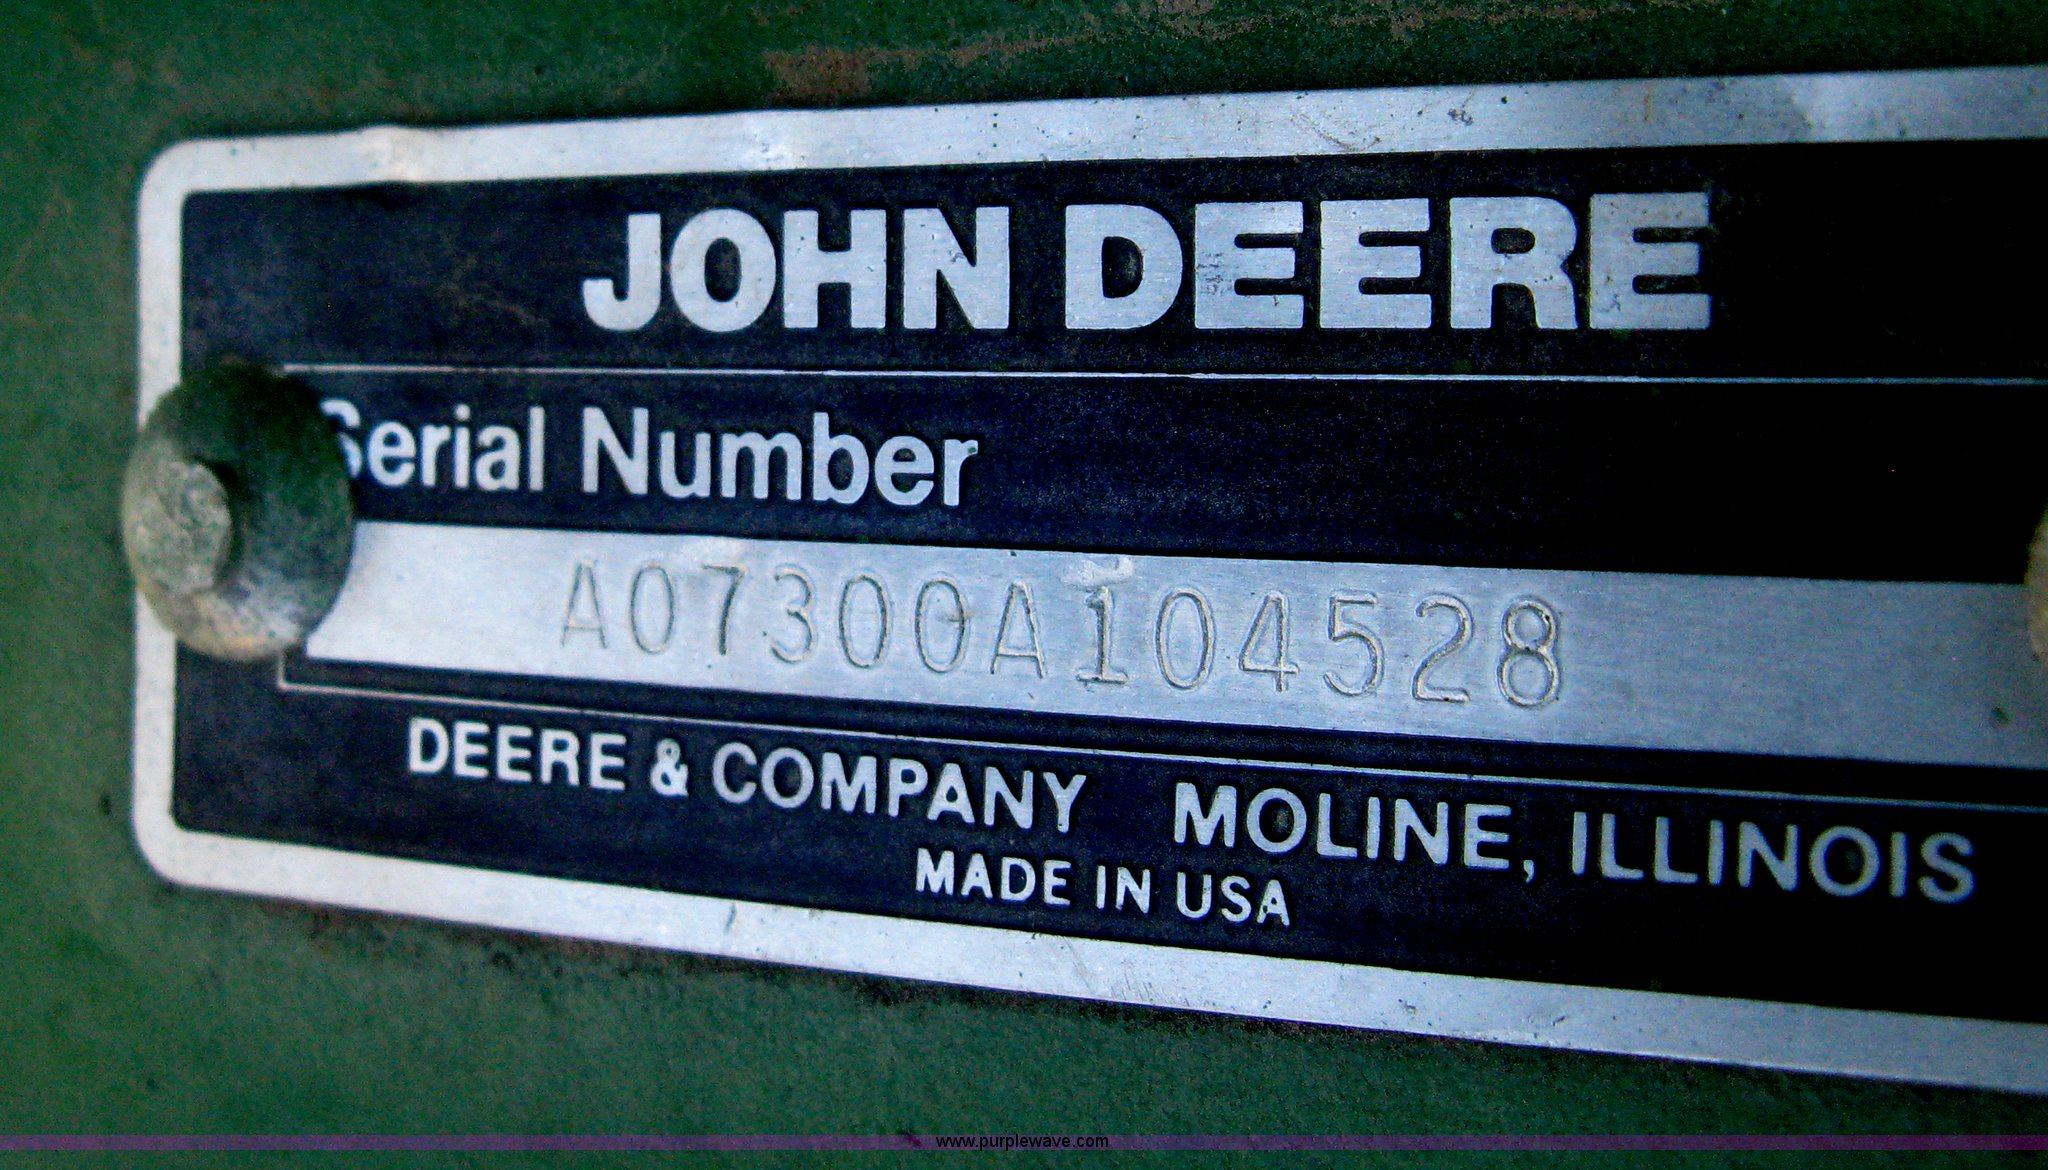 JOHN DEERE
Serial Number
A07300A104528
DEERE & COMPANY MOLINE, ILLINOIS
MADE IN USA
www.purplewave.com